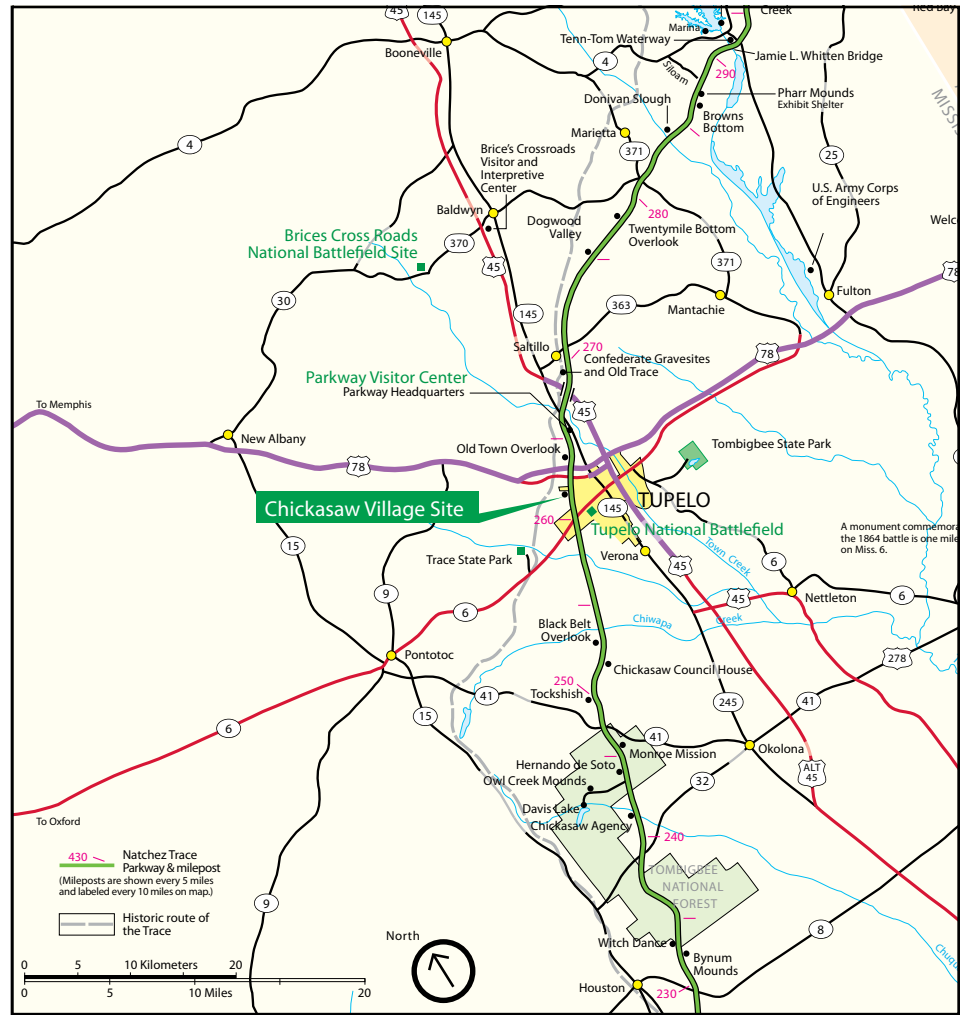 Creek
Red Bay
45
145
Marina
Tenn-Tom Waterway
Jamie L. Whitten Bridge
Booneville
4
Siloam
290
Donivan Slough
Pharr Mounds
Exhibit Shelter
MISSIS
Browns
Bottom
Marietta
371
4
25
Brice's Crossroads
Visitor and
Interpretive
Center
U.S. Army Corps
of Engineers
Baldwyn
280
Dogwood
Valley
Twentymile Bottom
Overlook
Welco
Brices Cross Roads
National Battlefield Site
370
45
371
78
30
Fulton
363
Mantachie
145
Saltillo
270
78
Confederate Gravesites
and Old Trace
Parkway Visitor Center
Parkway Headquarters
To Memphis
45
New Albany
Old Town Overlook
Tombigbee State Park
78
Chickasaw Village Site
TUPELO
145
260
Tupelo National Battlefield
A monument commemora
the 1864 battle is one mile
on Miss. 6.
15
Trace State Park
Verona
Town Creek
6
45
9
45
Nettleton
6
6
Chiwapa
Creek
Black Belt
Overlook
Pontotoc
Chickasaw Council House
278
250
Tockshish
41
245
41
15
6
41
Monroe Mission
Okolona
Hernando de Soto
ALT
45
Owl Creek Mounds
32
Davis Lake
Chickasaw Agency
To Oxford
240
430
Natchez Trace
Parkway & milepost
(Mileposts are shown every 5 miles
and labeled every 10 miles on map.)
TOMBIGBEE
NATIONAL
FOREST
9
Historic route of
the Trace
8
North
Witch Dance
Chuqu
Bynum
Mounds
0 5 10 Kilometers 20
0 5 10 Miles 20
Houston
230